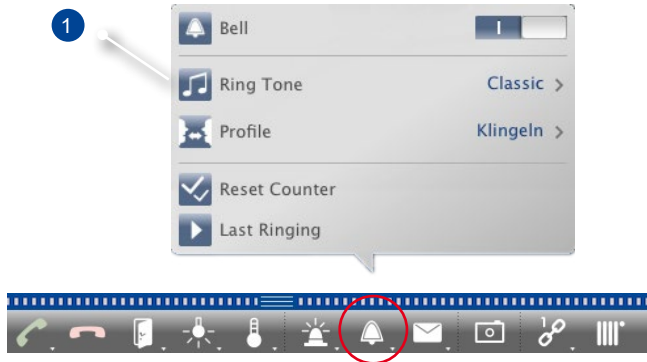 1
Bell
I
Ring Tone Classic >
Profile Klingeln >
Reset Counter
Last Ringing